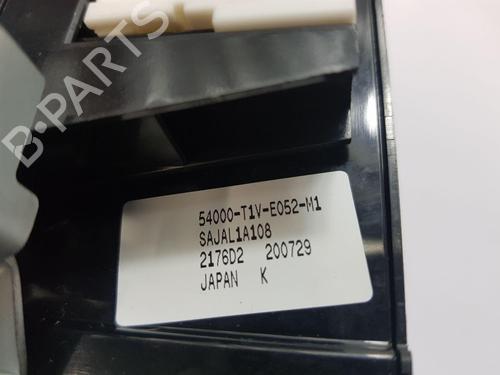 B-PARTS
54000-T1V-E052-M1
SAJAL1A108
2176D2 200729
JAPAN K